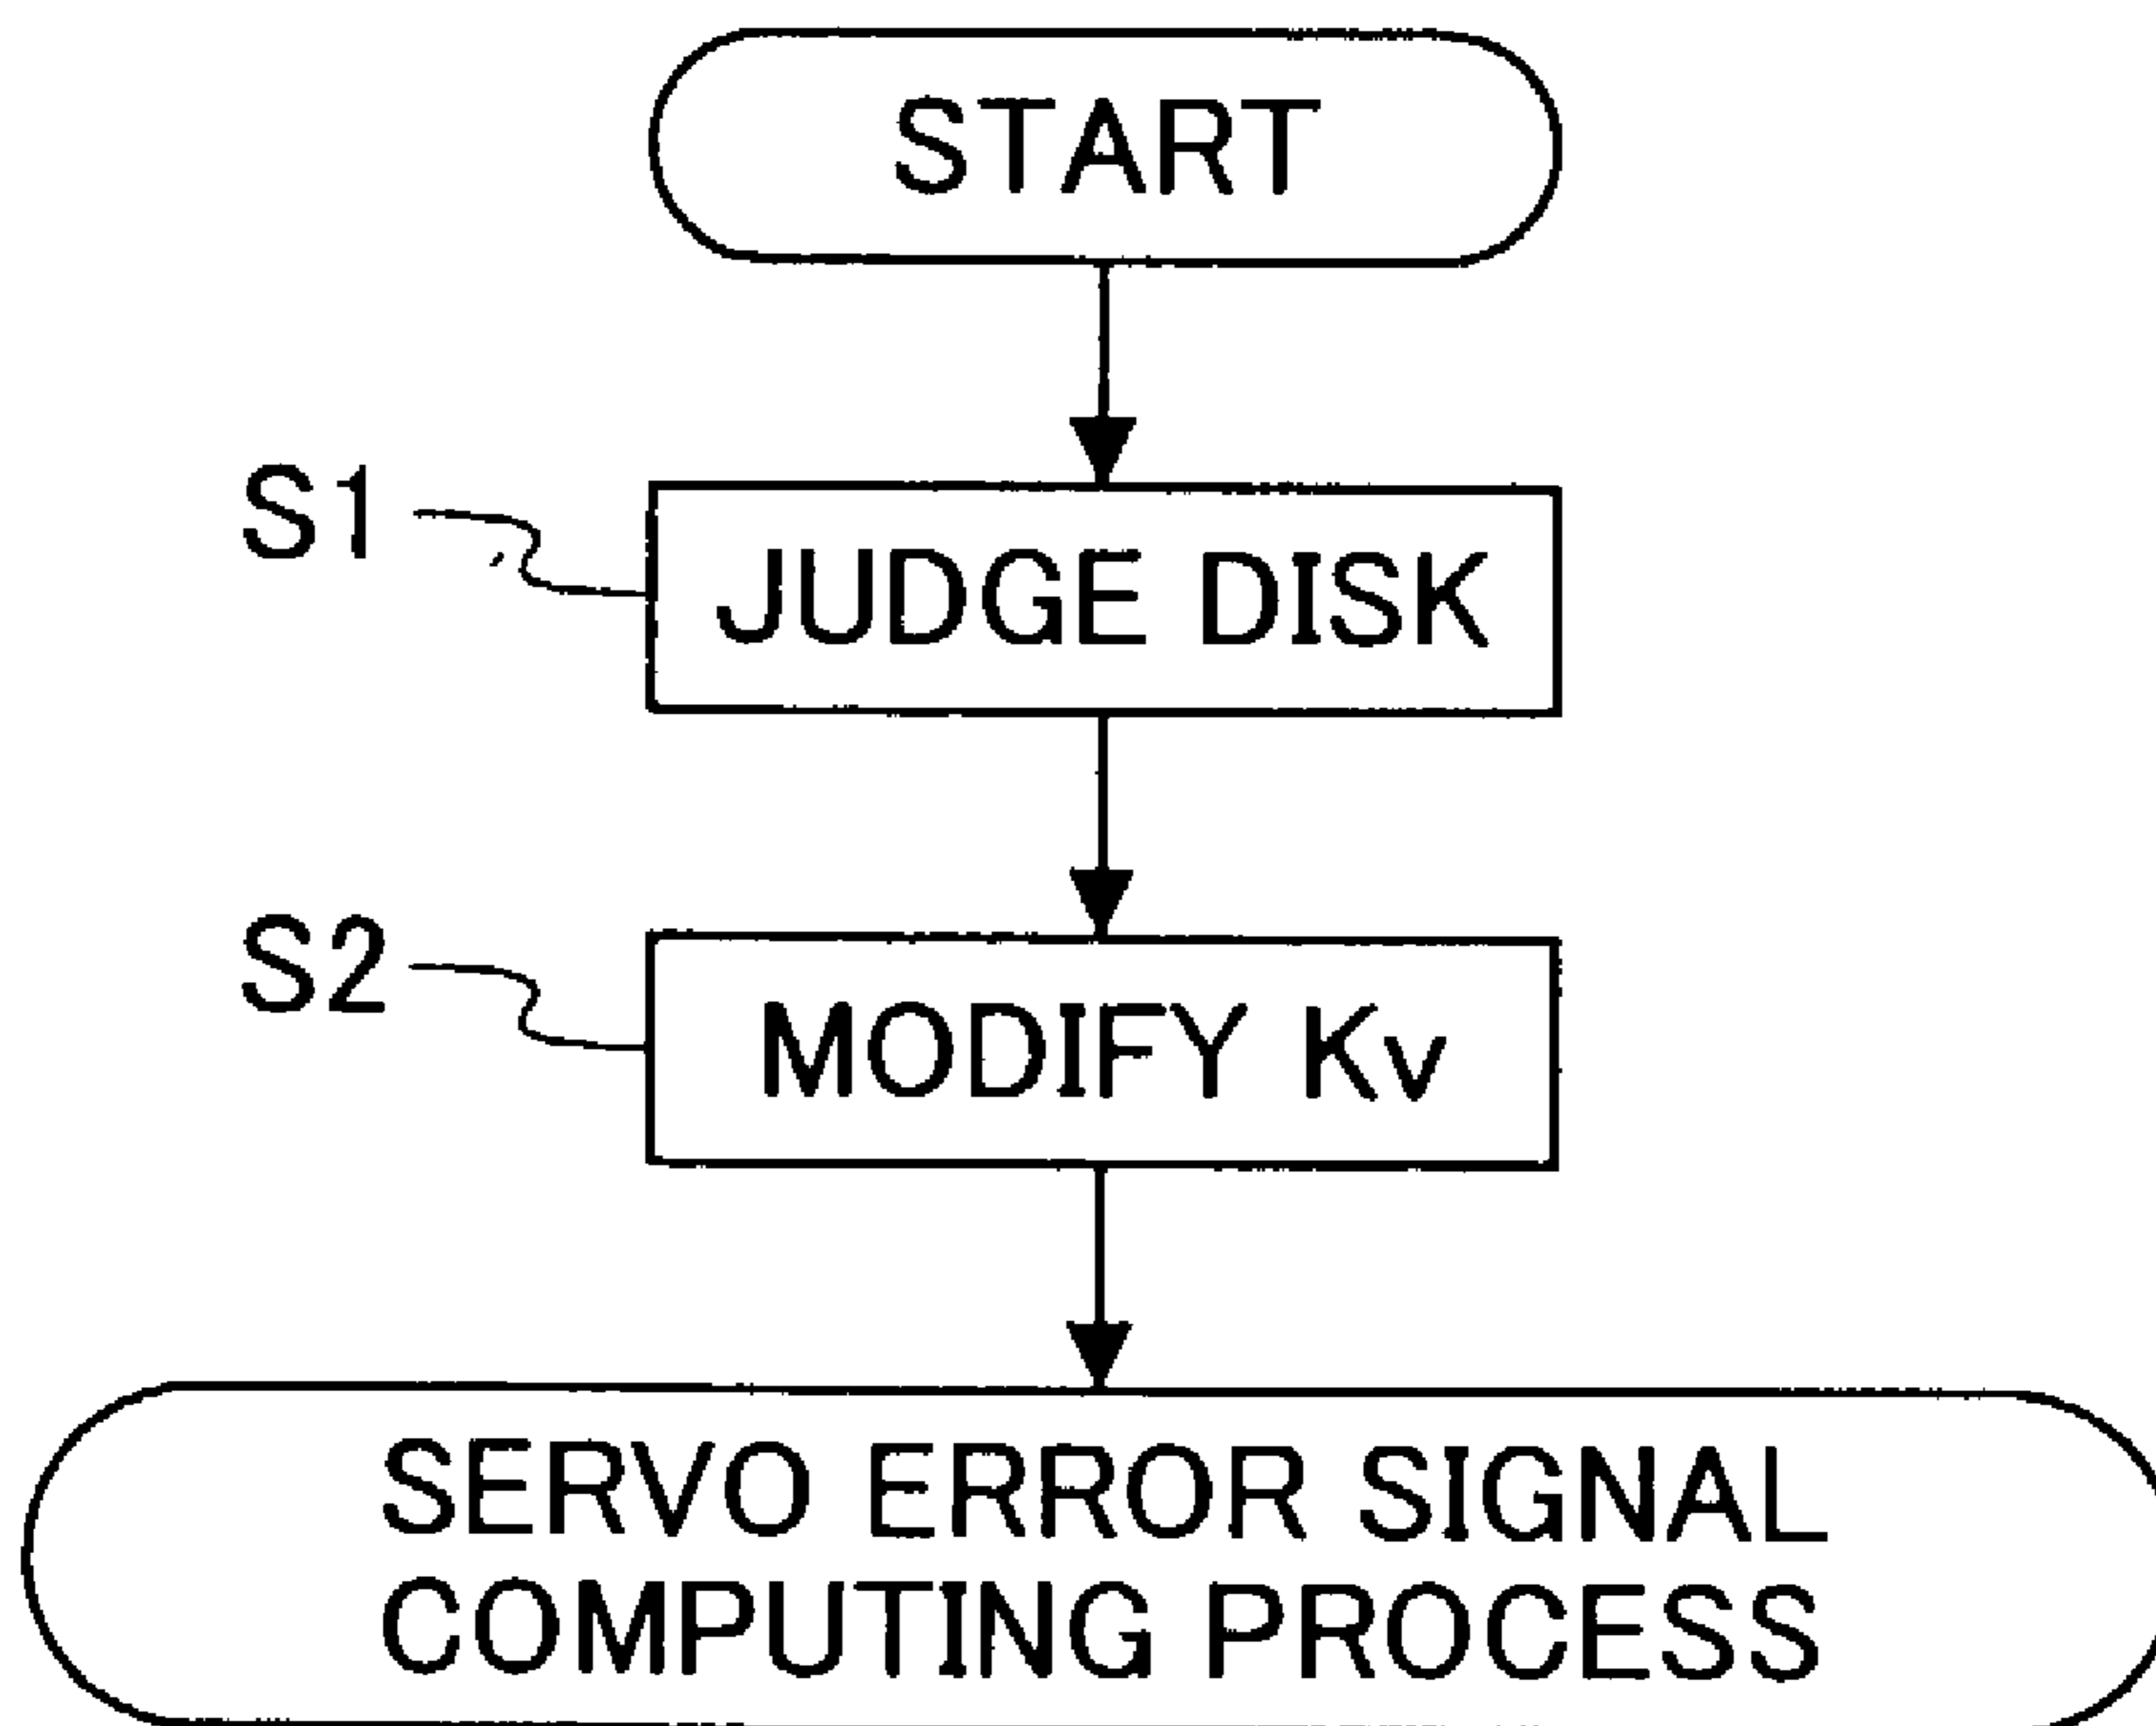 START
S1
JUDGE DISK
S2
MODIFY Kv
SERVO ERROR SIGNAL
COMPUTING PROCESS